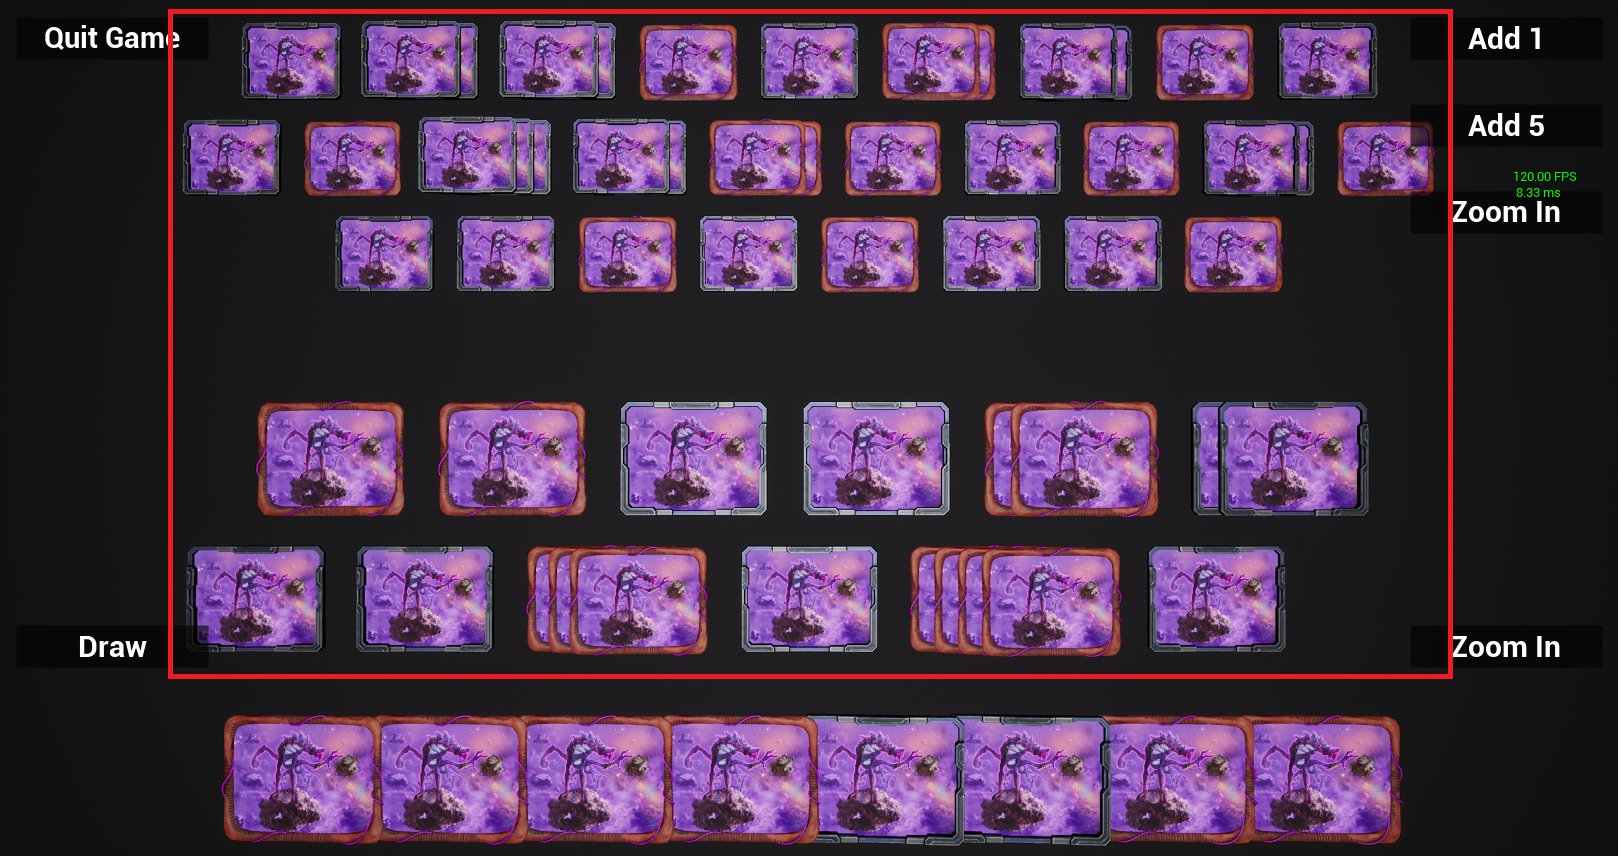 Quit Game
Add 1
Add 5
120.00 FPS
8.33 ms
Zoom In
Draw
Zoom In